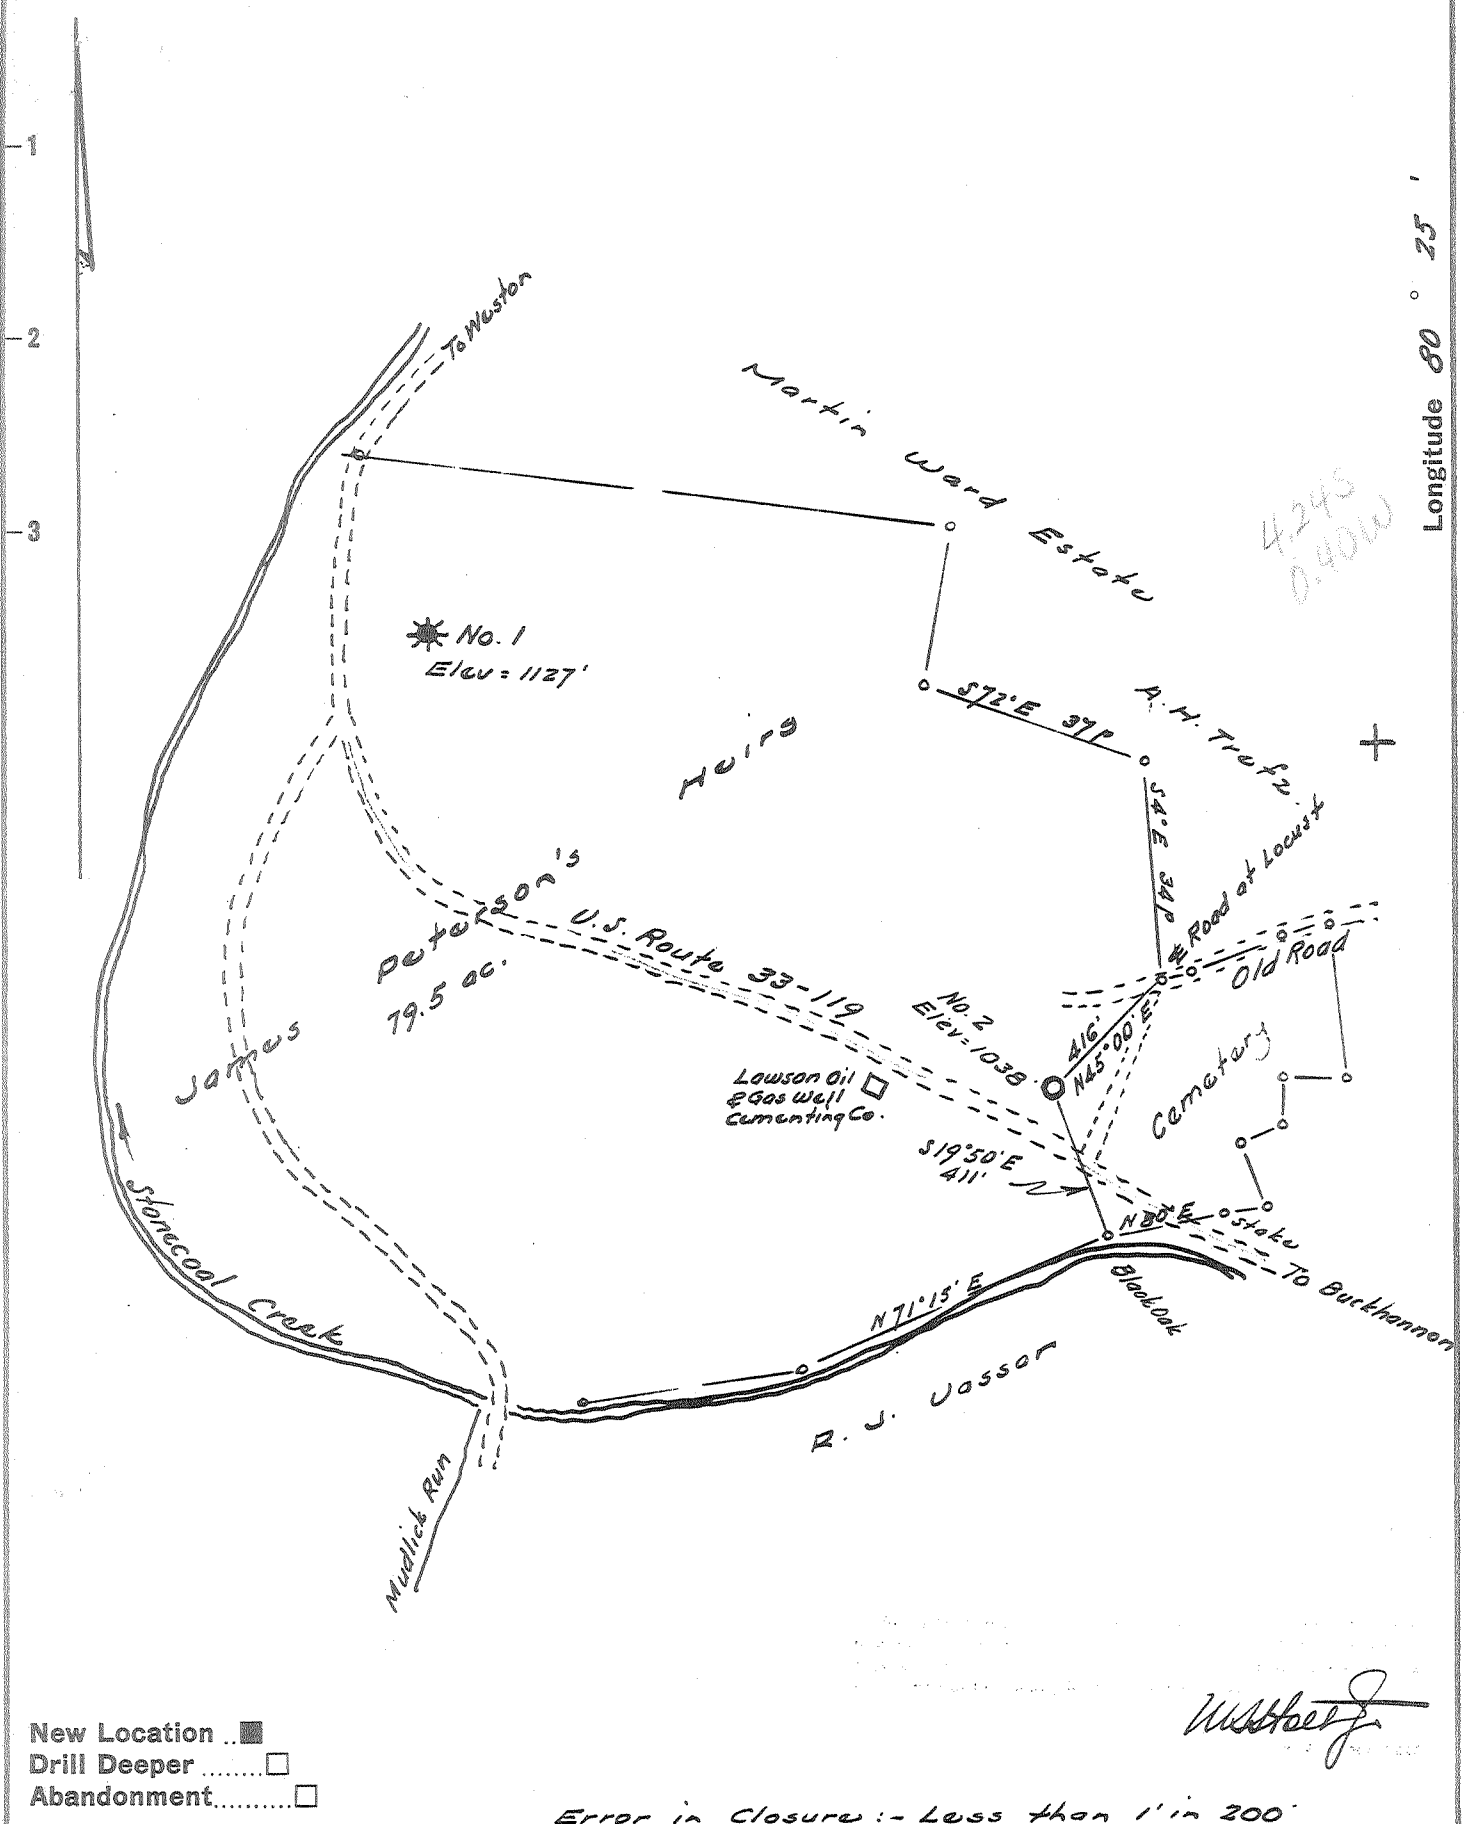 1
2
3
Longitude 80 ° 25 '
4.24S
0.40W
To Weston
Martin Ward Estate
No. 1
Elev = 1127'
A. H. Trefz
S72°E 37P
S4°E 34P
℄ Road at Locust
Old Road
James Peterson's Heirs
79.5 ac.
U.S. Route 33-119
No. 2
Elev = 1038
416'
N45°00'E
Cemetery
Lawson Oil
& Gas Well
Cementing Co.
S19°50'E
411'
N80°E
Stake
Black Oak
To Buckhannon
N71°15'E
Stonecoal Creek
Mudlick Run
New Location ..
Drill Deeper ........
Abandonment..........
Error in Closure :- Less than 1' in 200'